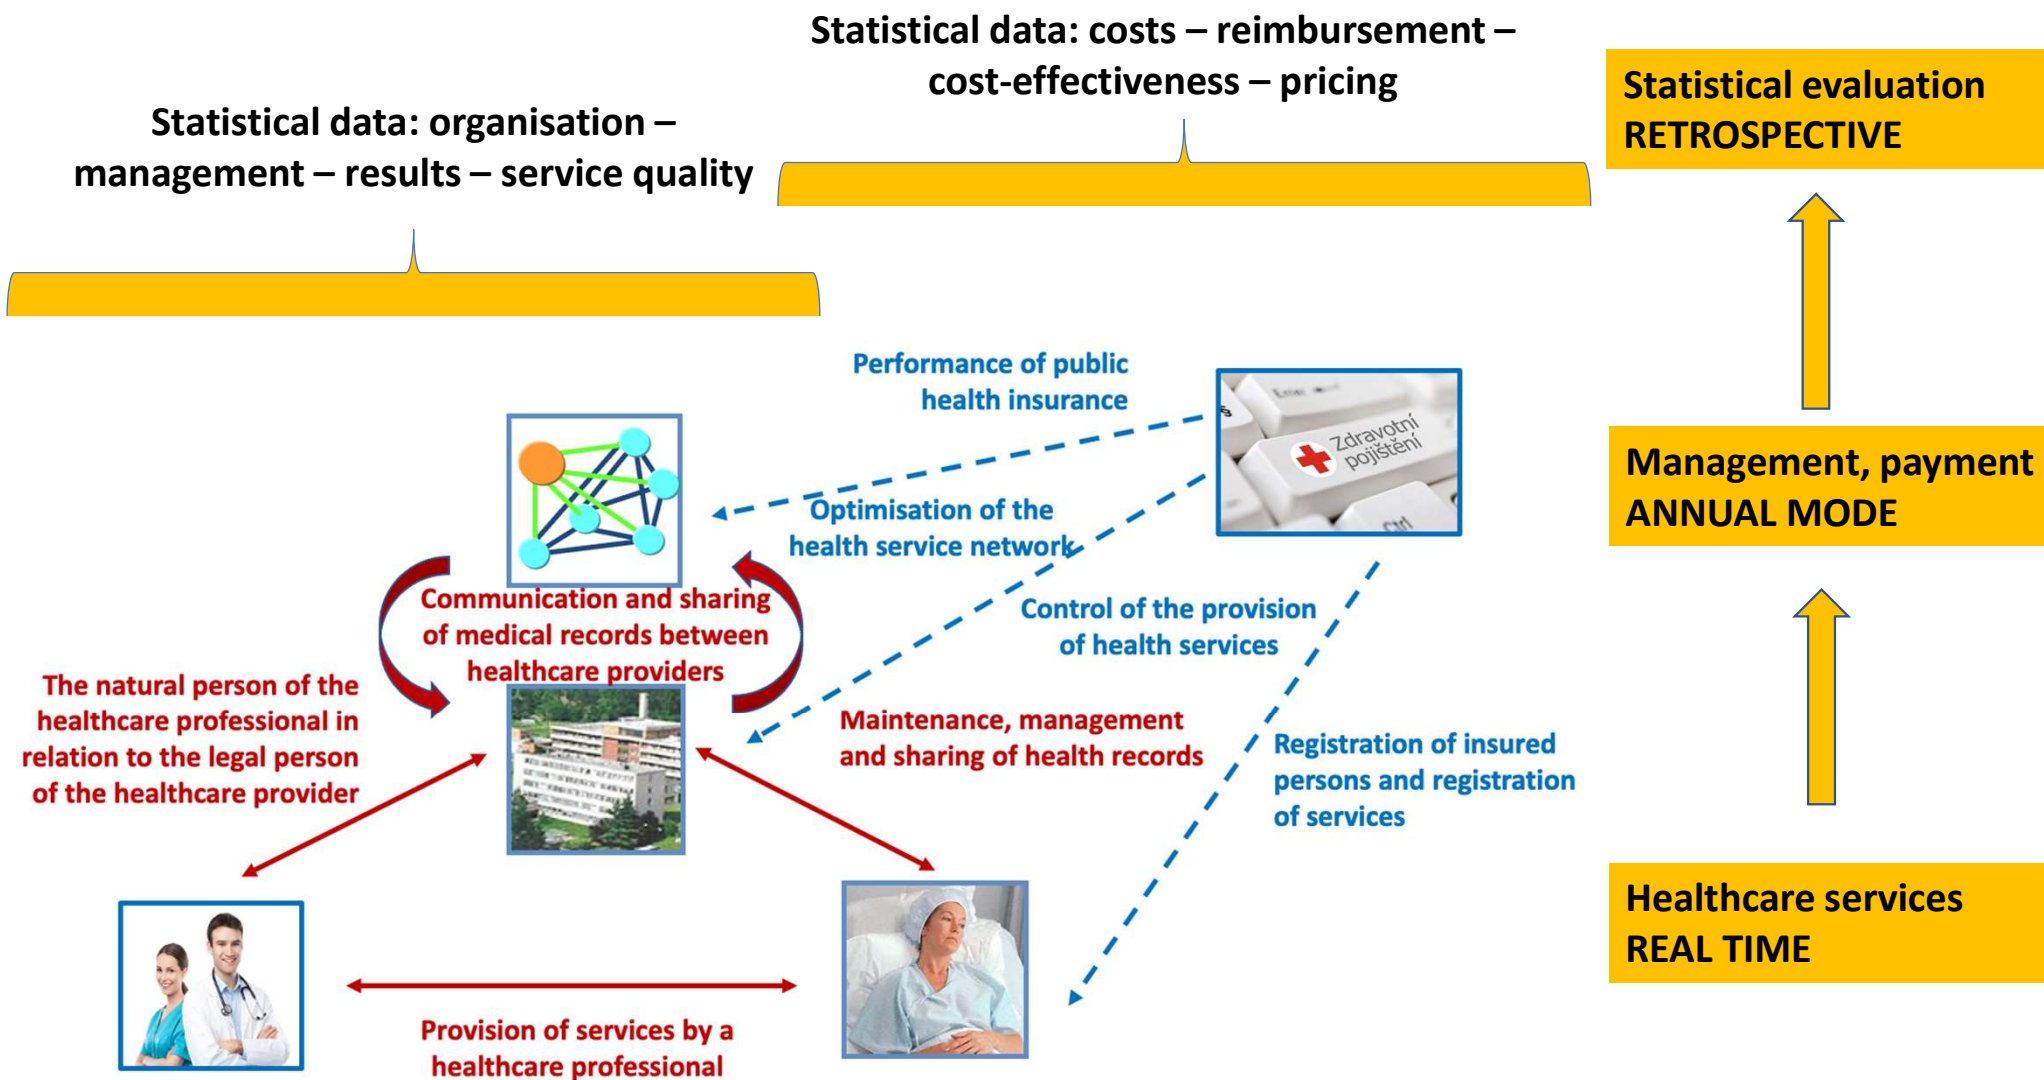 Statistical data: costs – reimbursement –
cost-effectiveness – pricing
Statistical evaluation
RETROSPECTIVE
Statistical data: organisation –
management – results – service quality
Performance of public
health insurance
Zdravotní
pojištění
Ctrl
Management, payment
ANNUAL MODE
Optimisation of the
health service network
Communication and sharing
of medical records between
healthcare providers
Control of the provision
of health services
The natural person of the
healthcare professional in
relation to the legal person
of the healthcare provider
Maintenance, management
and sharing of health records
Registration of insured
persons and registration
of services
Healthcare services
REAL TIME
Provision of services by a
healthcare professional